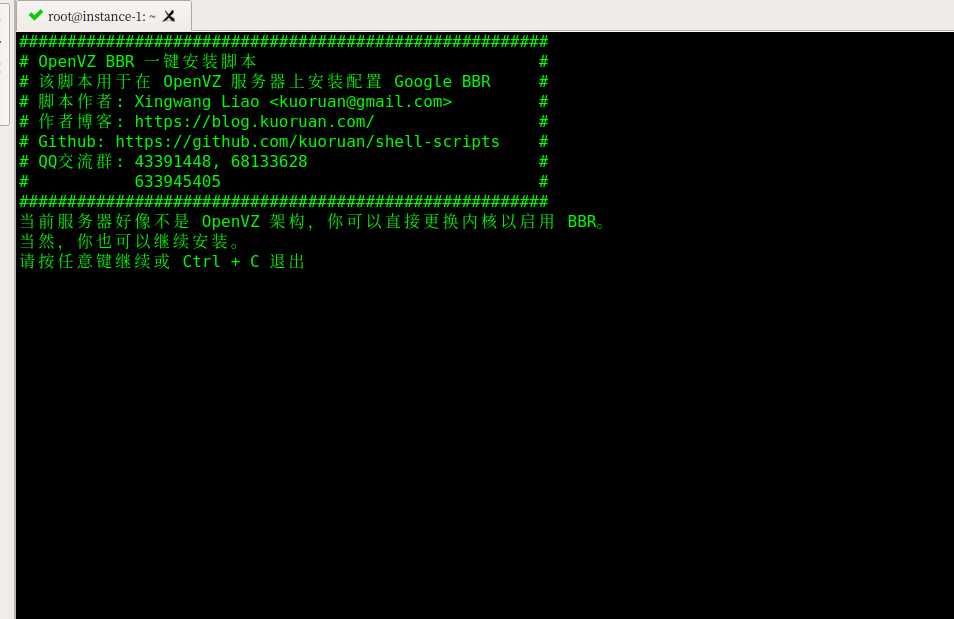 root@instance-1: ~
#######################################################
# OpenVZ BBR 一键安装脚本 #
# 该脚本用于在 OpenVZ 服务器上安装配置 Google BBR #
# 脚本作者: Xingwang Liao <kuoruan@gmail.com> #
# 作者博客: https://blog.kuoruan.com/ #
# Github: https://github.com/kuoruan/shell-scripts #
# QQ交流群: 43391448, 68133628 #
# 633945405 #
#######################################################
当前服务器好像不是 OpenVZ 架构，你可以直接更换内核以启用 BBR。
当然，你也可以继续安装。
请按任意键继续或 Ctrl + C 退出